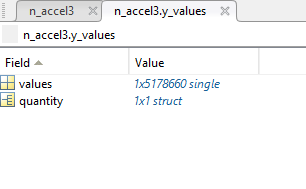 n_accel3 n_accel3.y_values
n_accel3.y_values
Field Value
values 1x5178660 single
quantity 1x1 struct